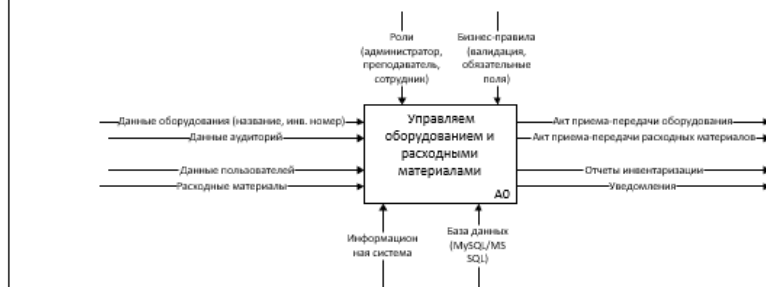 Роли
(администратор,
преподаватель,
сотрудник)
Бизнес-правила
(валидация,
обязательные
поля)
Данные оборудования (название, инв. номер)
Данные аудиторий
Данные пользователей
Расходные материалы
Управляем
оборудованием и
расходными
материалами
A0
Акт приема-передачи оборудования
Акт приема-передачи расходных материалов
Отчеты инвентаризации
Уведомления
Информацион
ная система
База данных
(MySQL/MS
SQL)